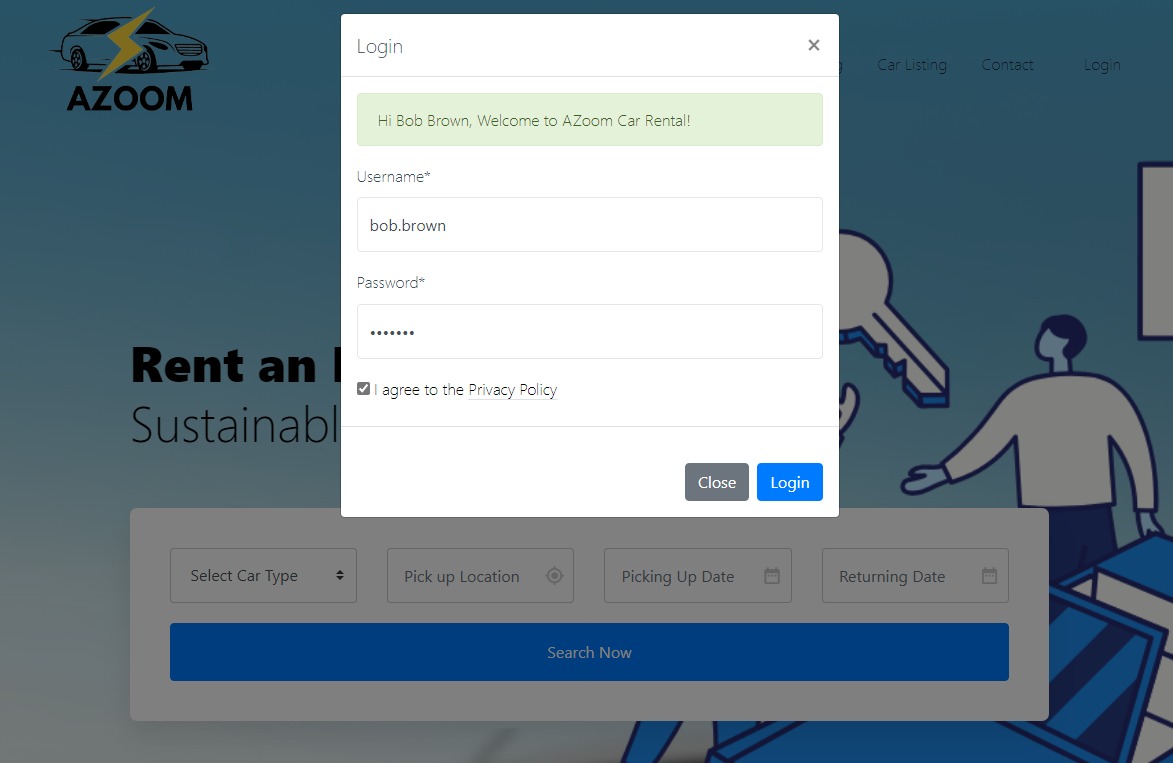 AZOOM
Car Listing
Contact
Login
Login
×
Hi Bob Brown, Welcome to AZoom Car Rental!
Username*
bob.brown
Password*
•••••••
I agree to the Privacy Policy
Close
Login
Rent an
Sustainabl
Select Car Type
Pick up Location
Picking Up Date
Returning Date
Search Now